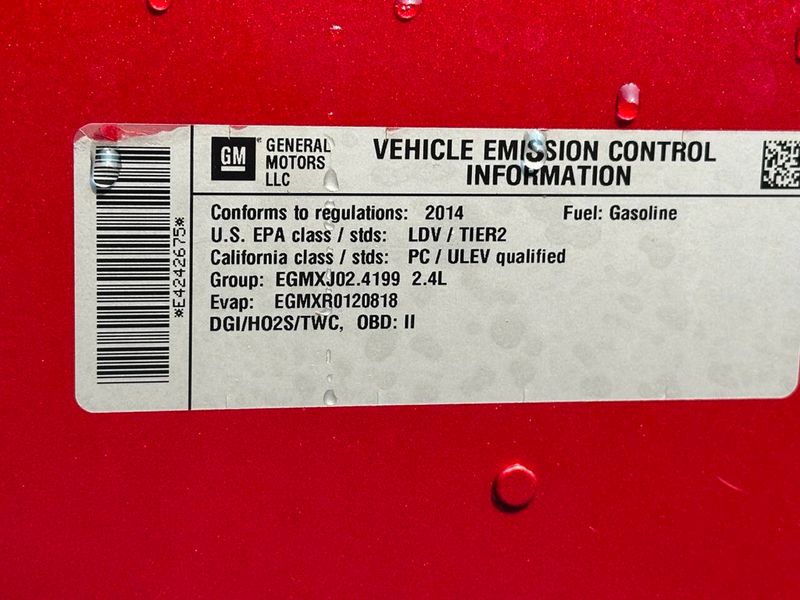 *E4242675*
GM
GENERAL
MOTORS
LLC
VEHICLE EMISSION CONTROL
INFORMATION
Conforms to regulations: 2014 Fuel: Gasoline
U.S. EPA class / stds: LDV / TIER2
California class / stds: PC / ULEV qualified
Group: EGMXJ02.4199 2.4L
Evap: EGMXR0120818
DGI/HO2S/TWC, OBD: II